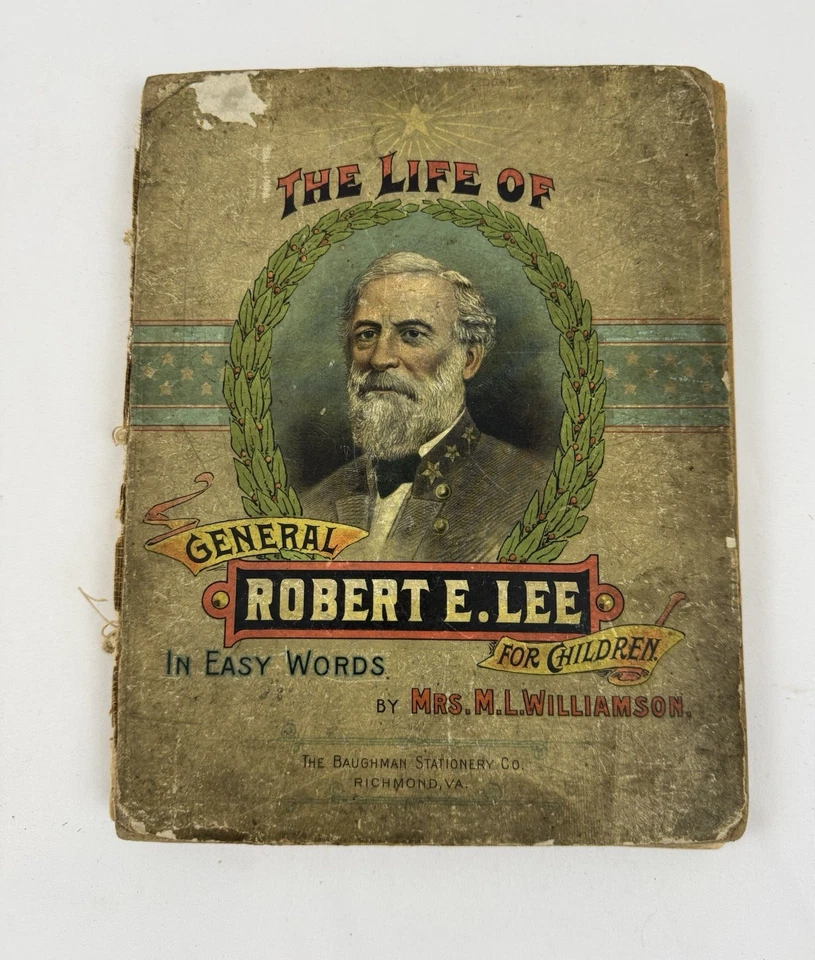 THE LIFE OF
GENERAL
ROBERT E. LEE
FOR CHILDREN.
IN EASY WORDS.
BY MRS. M. L. WILLIAMSON.
THE BAUGHMAN STATIONERY CO.
RICHMOND, VA.